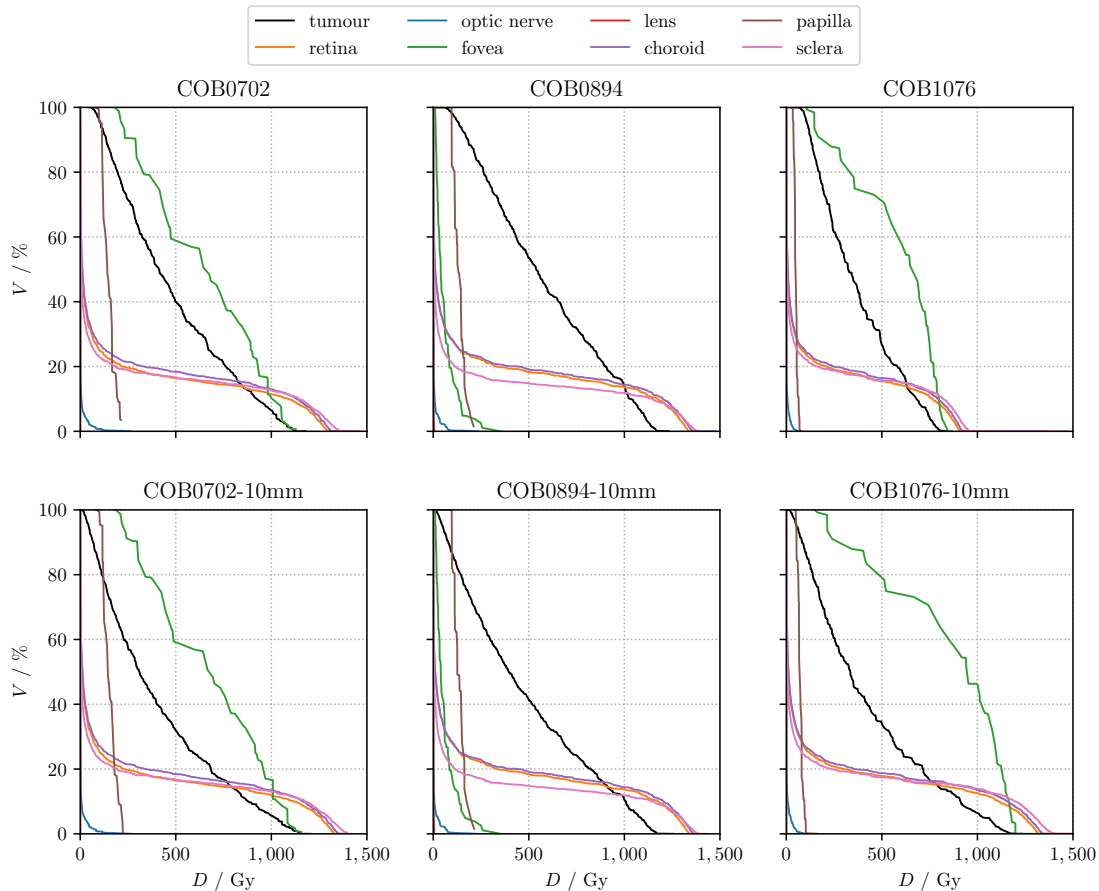 tumour optic nerve lens papilla
retina fovea choroid sclera
COB0702 COB0894 COB1076
100
80
60
40
20
0
V / %
COB0702-10mm COB0894-10mm COB1076-10mm
100
80
60
40
20
0
V / %
0 500 1,000 1,500 0 500 1,000 1,500 0 500 1,000 1,500
D / Gy D / Gy D / Gy